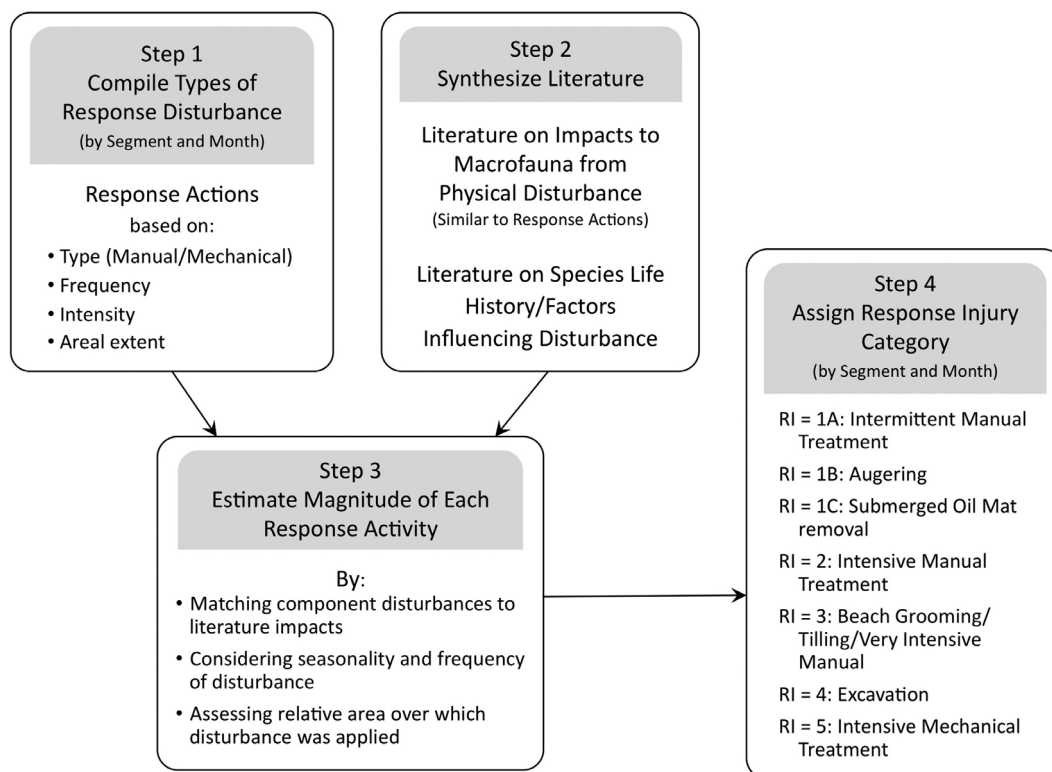 Step 1
Compile Types of
Response Disturbance
(by Segment and Month)
Response Actions
based on:
• Type (Manual/Mechanical)
• Frequency
• Intensity
• Areal extent
Step 2
Synthesize Literature
Literature on Impacts to
Macrofauna from
Physical Disturbance
(Similar to Response Actions)
Literature on Species Life
History/Factors
Influencing Disturbance
Step 3
Estimate Magnitude of Each
Response Activity
By:
• Matching component disturbances to
literature impacts
• Considering seasonality and frequency
of disturbance
• Assessing relative area over which
disturbance was applied
Step 4
Assign Response Injury
Category
(by Segment and Month)
RI = 1A: Intermittent Manual
Treatment
RI = 1B: Augering
RI = 1C: Submerged Oil Mat
removal
RI = 2: Intensive Manual
Treatment
RI = 3: Beach Grooming/
Tilling/Very Intensive
Manual
RI = 4: Excavation
RI = 5: Intensive Mechanical
Treatment